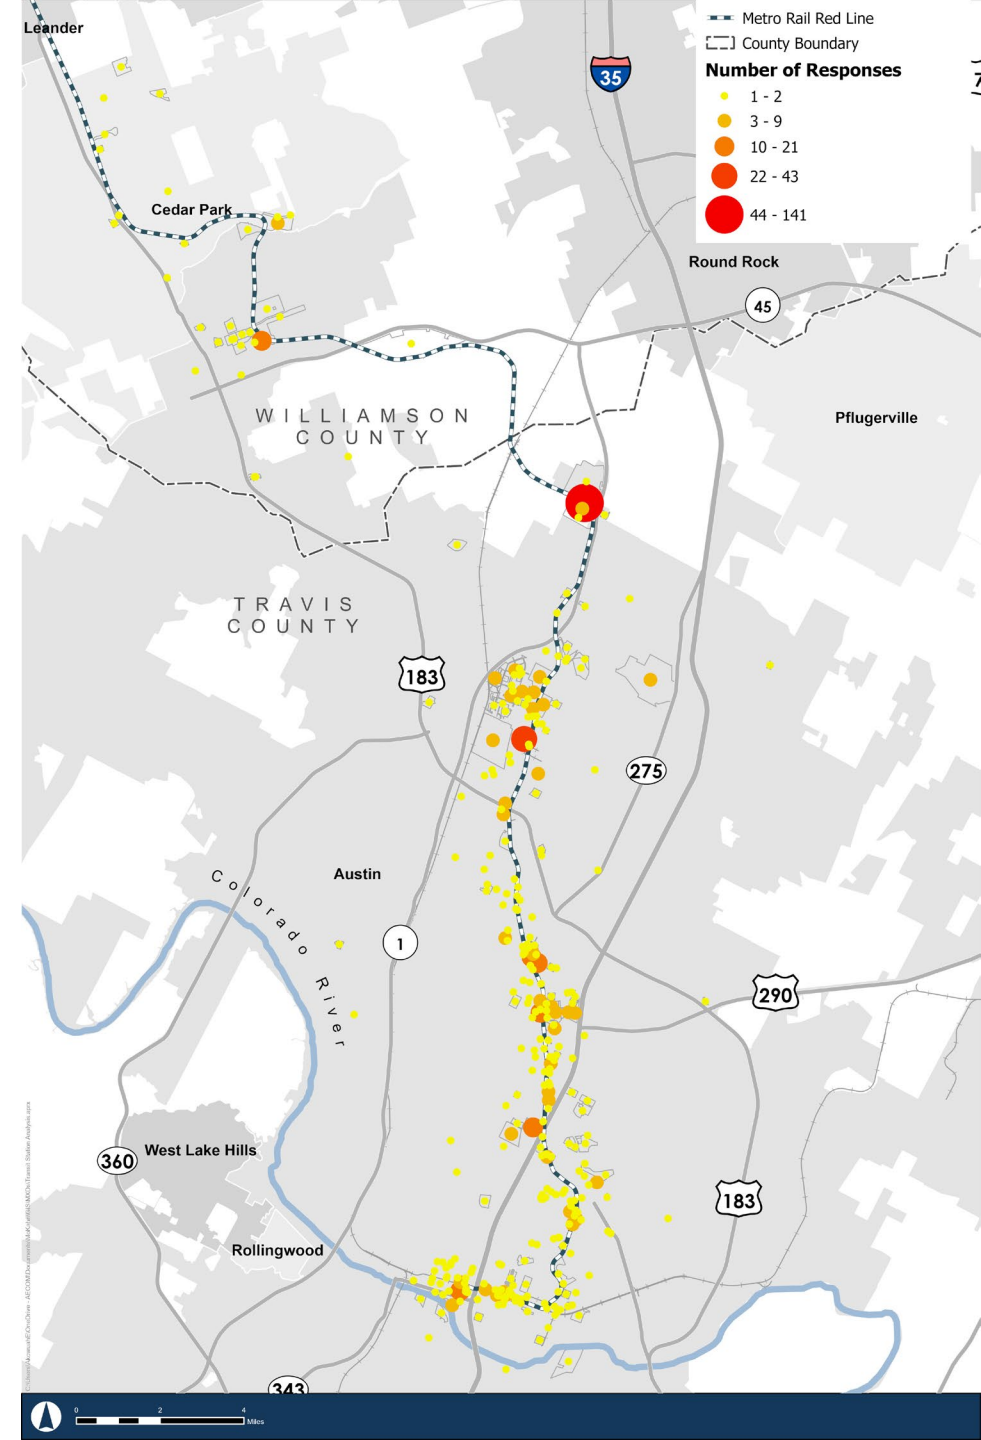 Leander
Metro Rail Red Line
County Boundary
Number of Responses
1 - 2
3 - 9
10 - 21
22 - 43
44 - 141
35
7
Cedar Park
Round Rock
45
WILLIAMSON
COUNTY
Pflugerville
TRAVIS
COUNTY
183
275
Austin
Colorado River
1
290
West Lake Hills
360
183
Rollingwood
343
0 2 4
Miles